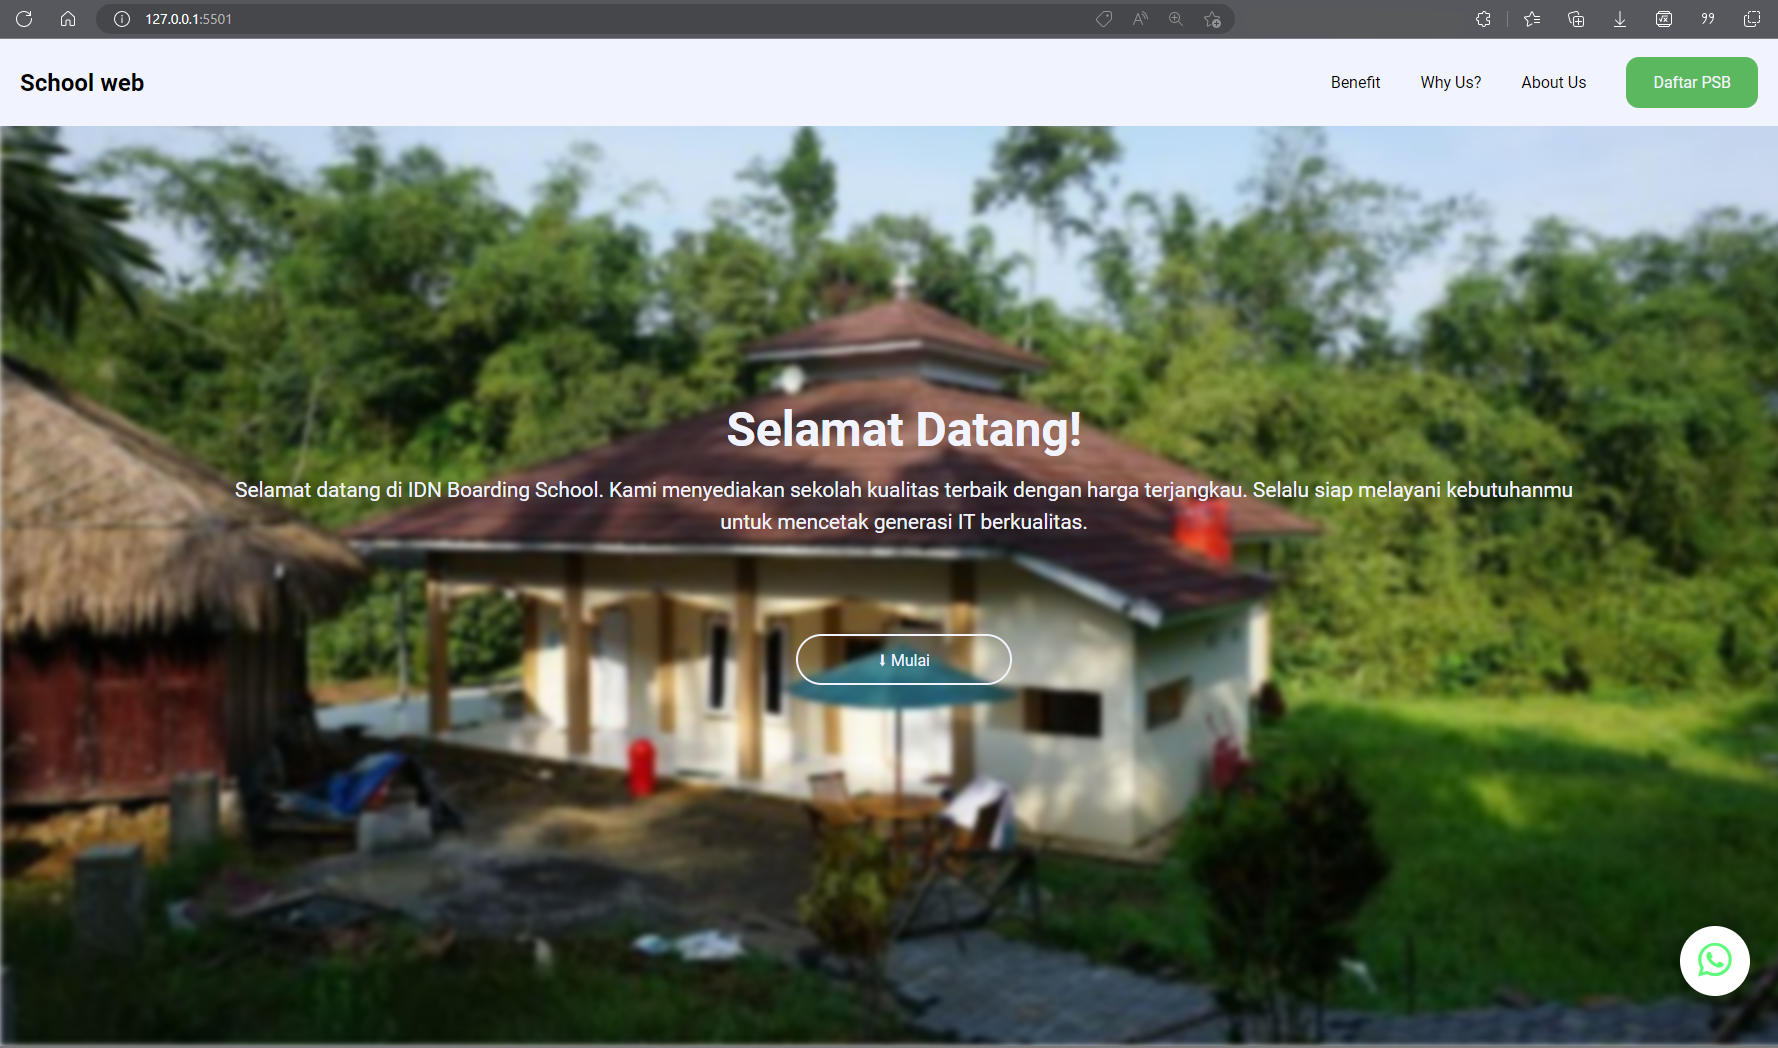 127.0.0.1:5501
School web
Benefit
Why Us?
About Us
Daftar PSB
Selamat Datang!
Selamat datang di IDN Boarding School. Kami menyediakan sekolah kualitas terbaik dengan harga terjangkau. Selalu siap melayani kebutuhanmu
untuk mencetak generasi IT berkualitas.
⬇ Mulai